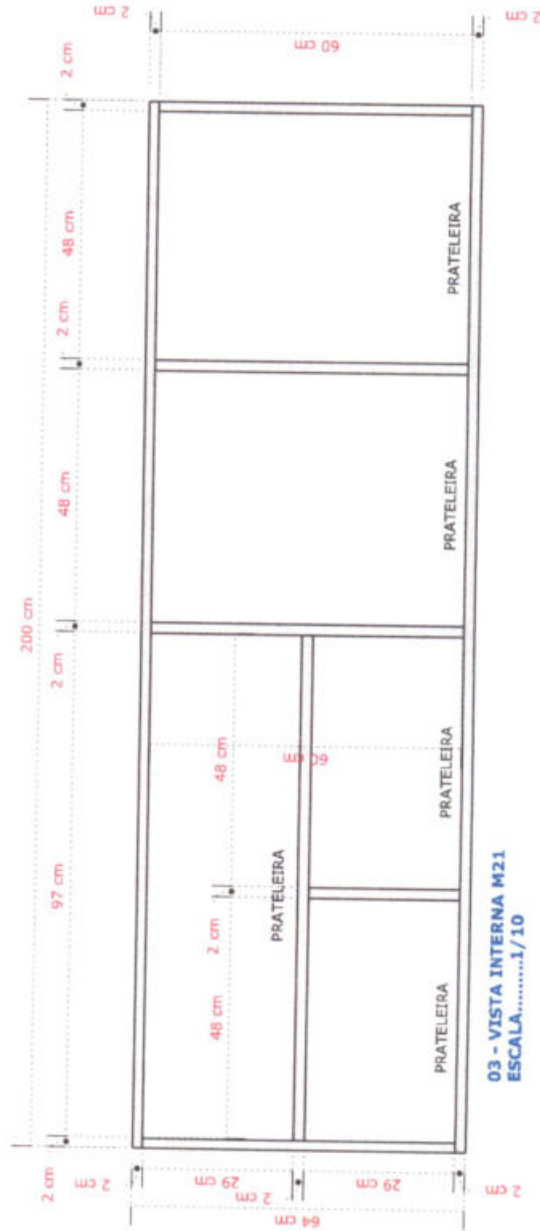 200 cm
2 cm
97 cm
2 cm
48 cm
2 cm
48 cm
2 cm
2 cm
60 cm
2 cm
2 cm
29 cm
2 cm
29 cm
2 cm
64 cm
48 cm
2 cm
48 cm
60 cm
PRATELEIRA
PRATELEIRA
PRATELEIRA
PRATELEIRA
PRATELEIRA
03 - VISTA INTERNA M21
ESCALA.........1/10